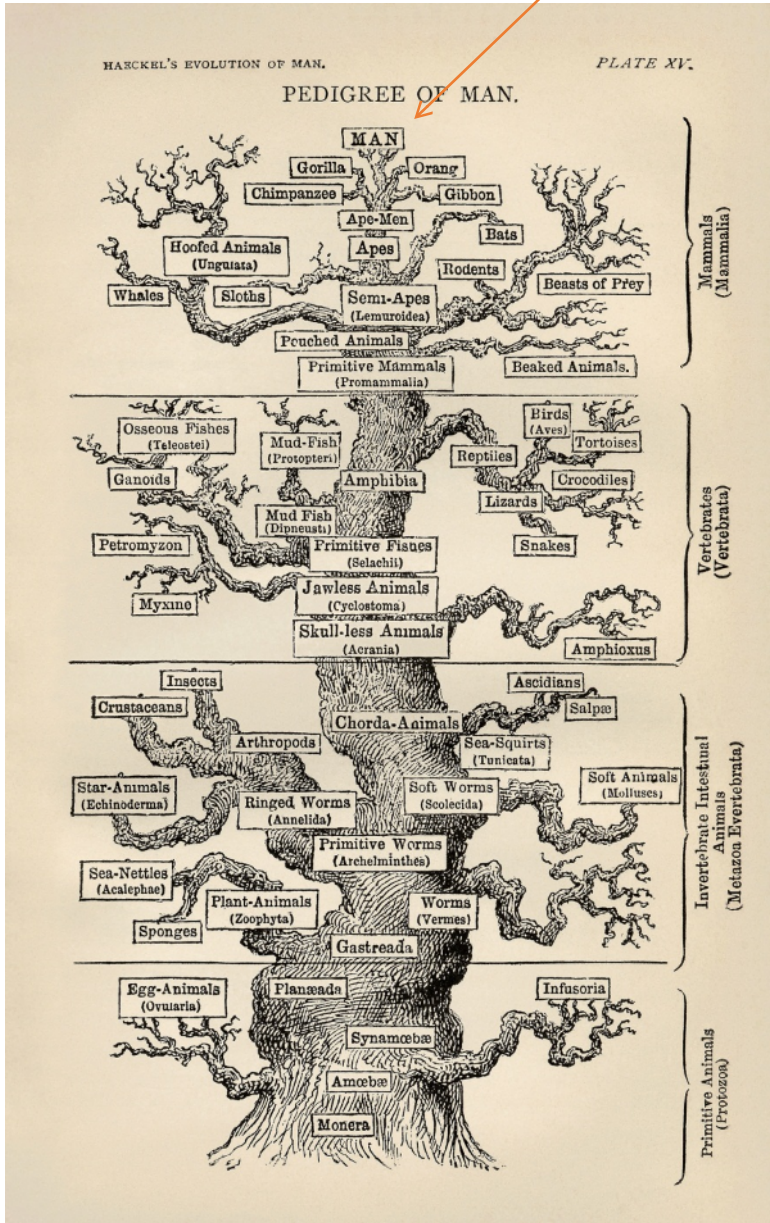 HAECKEL'S EVOLUTION OF MAN.
PLATE XV.
PEDIGREE OF MAN.
MAN
Gorilla
Orang
Chimpanzee
Gibbon
Ape-Men
Bats
Hoofed Animals
(Ungulata)
Apes
Rodents
Beasts of Prey
Whales
Sloths
Semi-Apes
(Lemuroidea)
Pouched Animals
Primitive Mammals
(Promammalia)
Beaked Animals.
Mammals
(Mammalia)
Osseous Fishes
(Teleostei)
Mud-Fish
(Protopteri)
Birds
(Aves)
Tortoises
Reptiles
Ganoids
Amphibia
Crocodiles
Lizards
Mud Fish
(Dipneusti)
Petromyzon
Primitive Fishes
(Selachii)
Snakes
Myxine
Jawless Animals
(Cyclostoma)
Skull-less Animals
(Acrania)
Amphioxus
Vertebrates
(Vertebrata)
Insects
Ascidians
Crustaceans
Salpæ
Chorda-Animals
Arthropods
Sea-Squirts
(Tunicata)
Star-Animals
(Echinoderma)
Ringed Worms
(Annelida)
Soft Worms
(Scolecida)
Soft Animals
(Molluscs)
Primitive Worms
(Archelminthes)
Sea-Nettles
(Acalephae)
Plant-Animals
(Zoophyta)
Worms
(Vermes)
Sponges
Gastreada
Invertebrate Intestinal
Animals
(Metazoa Evertebrata)
Egg-Animals
(Ovularia)
Planæada
Infusoria
Synamœbæ
Amœbæ
Monera
Primitive Animals
(Protozoa)